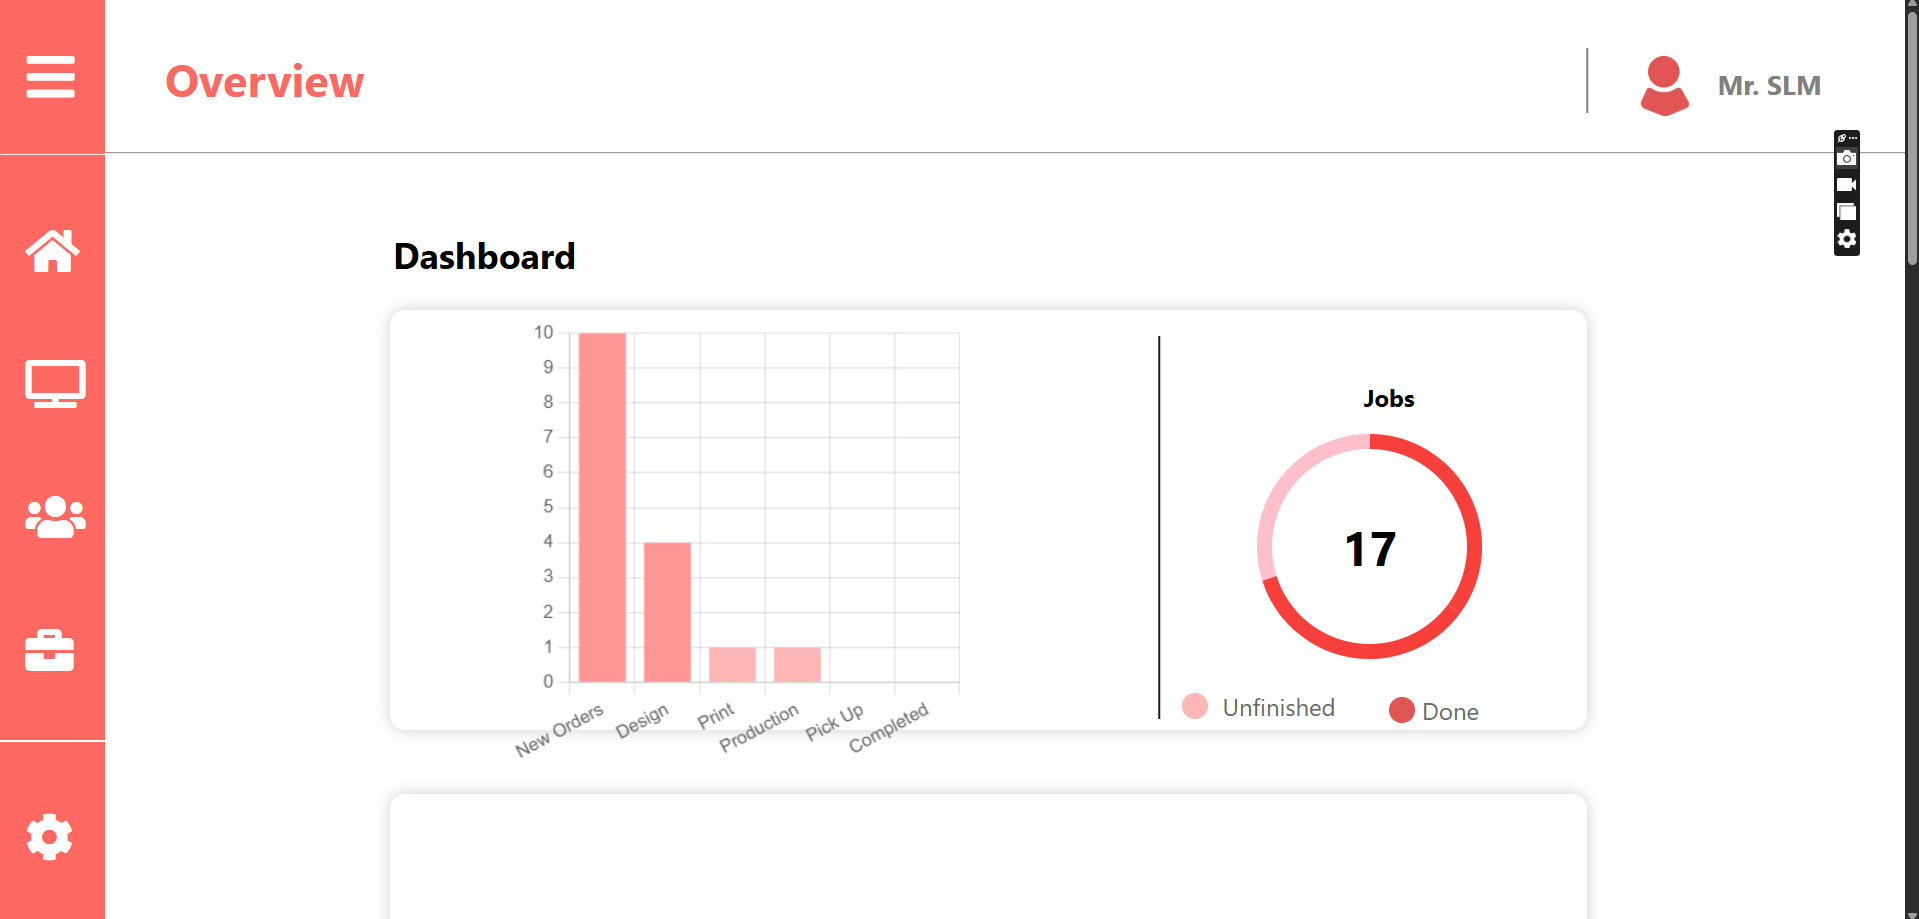 Overview
Mr. SLM
Dashboard
10
9
8
7
6
5
4
3
2
1
0
New Orders
Design
Print
Production
Pick Up
Completed
Jobs
17
Unfinished
Done